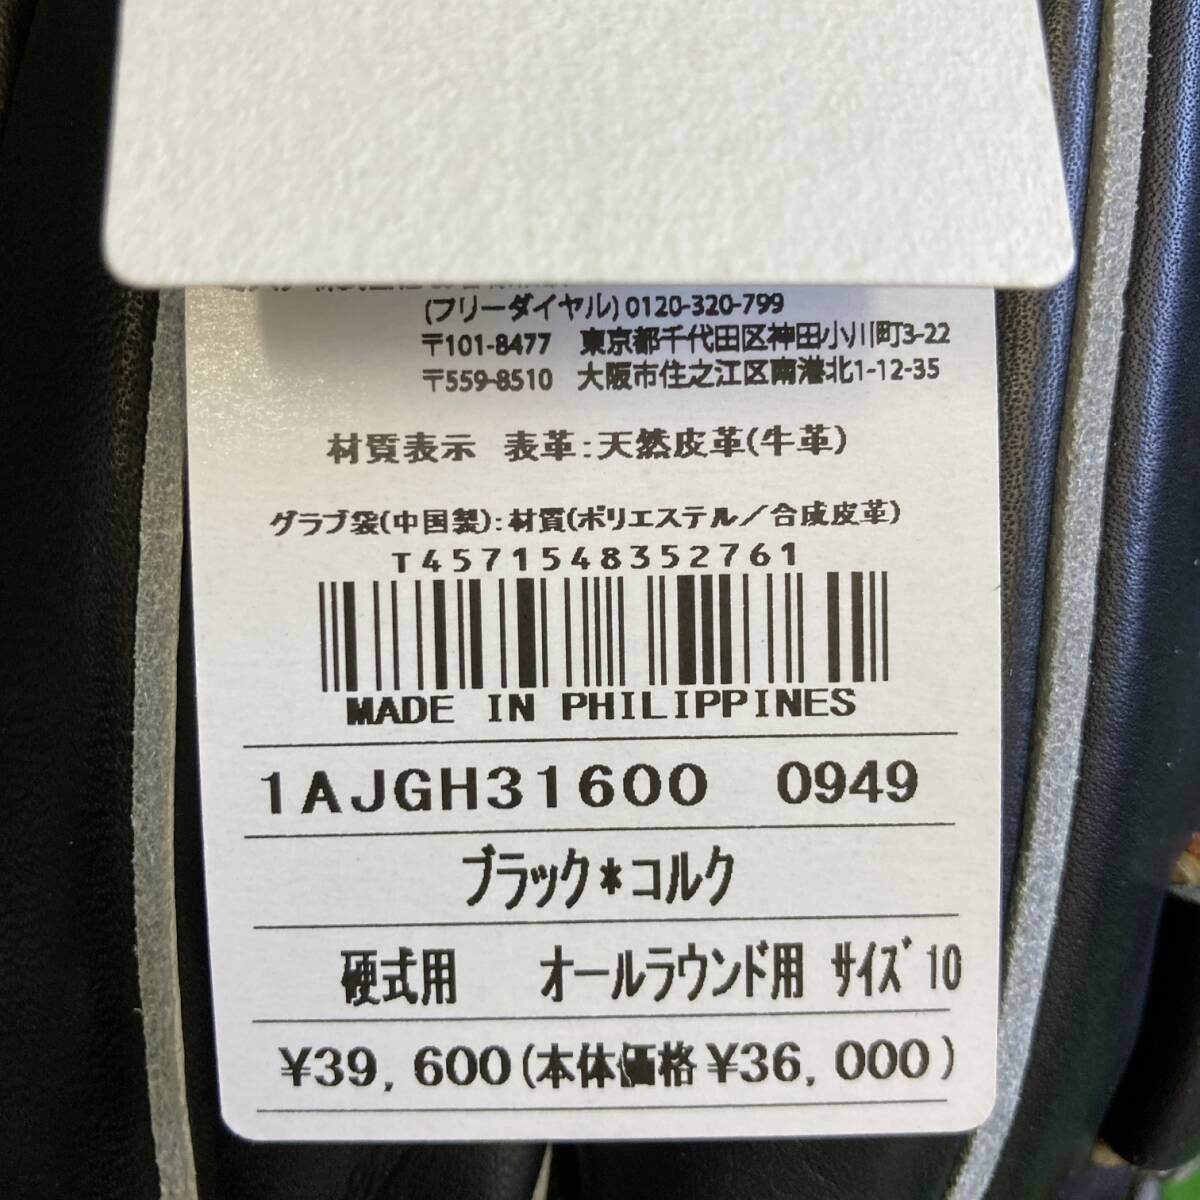 (フリーダイヤル) 0120-320-799
〒101-8477 東京都千代田区神田小川町3-22
〒559-8510 大阪市住之江区南港北1-12-35
材質表示 表革:天然皮革(牛革)
グラブ袋(中国製):材質(ポリエステル/合成皮革)
T4571548352761
MADE IN PHILIPPINES
1AJGH31600 0949
ブラック*コルク
硬式用 オールラウンド用 サイズ10
¥39,600(本体価格¥36,000)